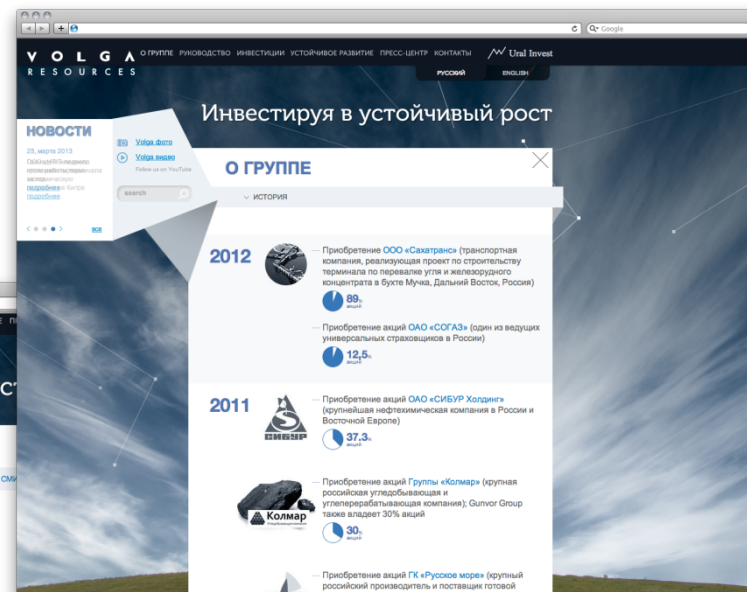 Google
VOLGA
RESOURCES
О ГРУППЕ РУКОВОДСТВО ИНВЕСТИЦИИ УСТОЙЧИВОЕ РАЗВИТИЕ ПРЕСС-ЦЕНТР КОНТАКТЫ
Ural Invest
РУССКИЙ ENGLISH
Инвестируя в устойчивый рост
НОВОСТИ
23, марта 2013
подробнее
подробнее
все
Volga фото
Volga видео
Follow us on YouTube
search
О ГРУППЕ
ИСТОРИЯ
2012
Приобретение ООО «Сахатранс» (транспортная
компания, реализующая проект по строительству
терминала по перевалке угля и железорудного
концентрата в бухте Мучка, Дальний Восток, Россия)
89%
акций
Приобретение акций ОАО «СОГАЗ» (один из ведущих
универсальных страховщиков в России)
12,5%
акций
2011
СИБУР
Приобретение акций ОАО «СИБУР Холдинг»
(крупнейшая нефтехимическая компания в России и
Восточной Европе)
37.3%
акций
Колмар
Приобретение акций Группы «Колмар» (крупная
российская угледобывающая и
углеперерабатывающая компания); Gunvor Group
также владеет 30% акций
30%
акций
Приобретение акций ГК «Русское море» (крупный
российский производитель и поставщик готовой
СМИ